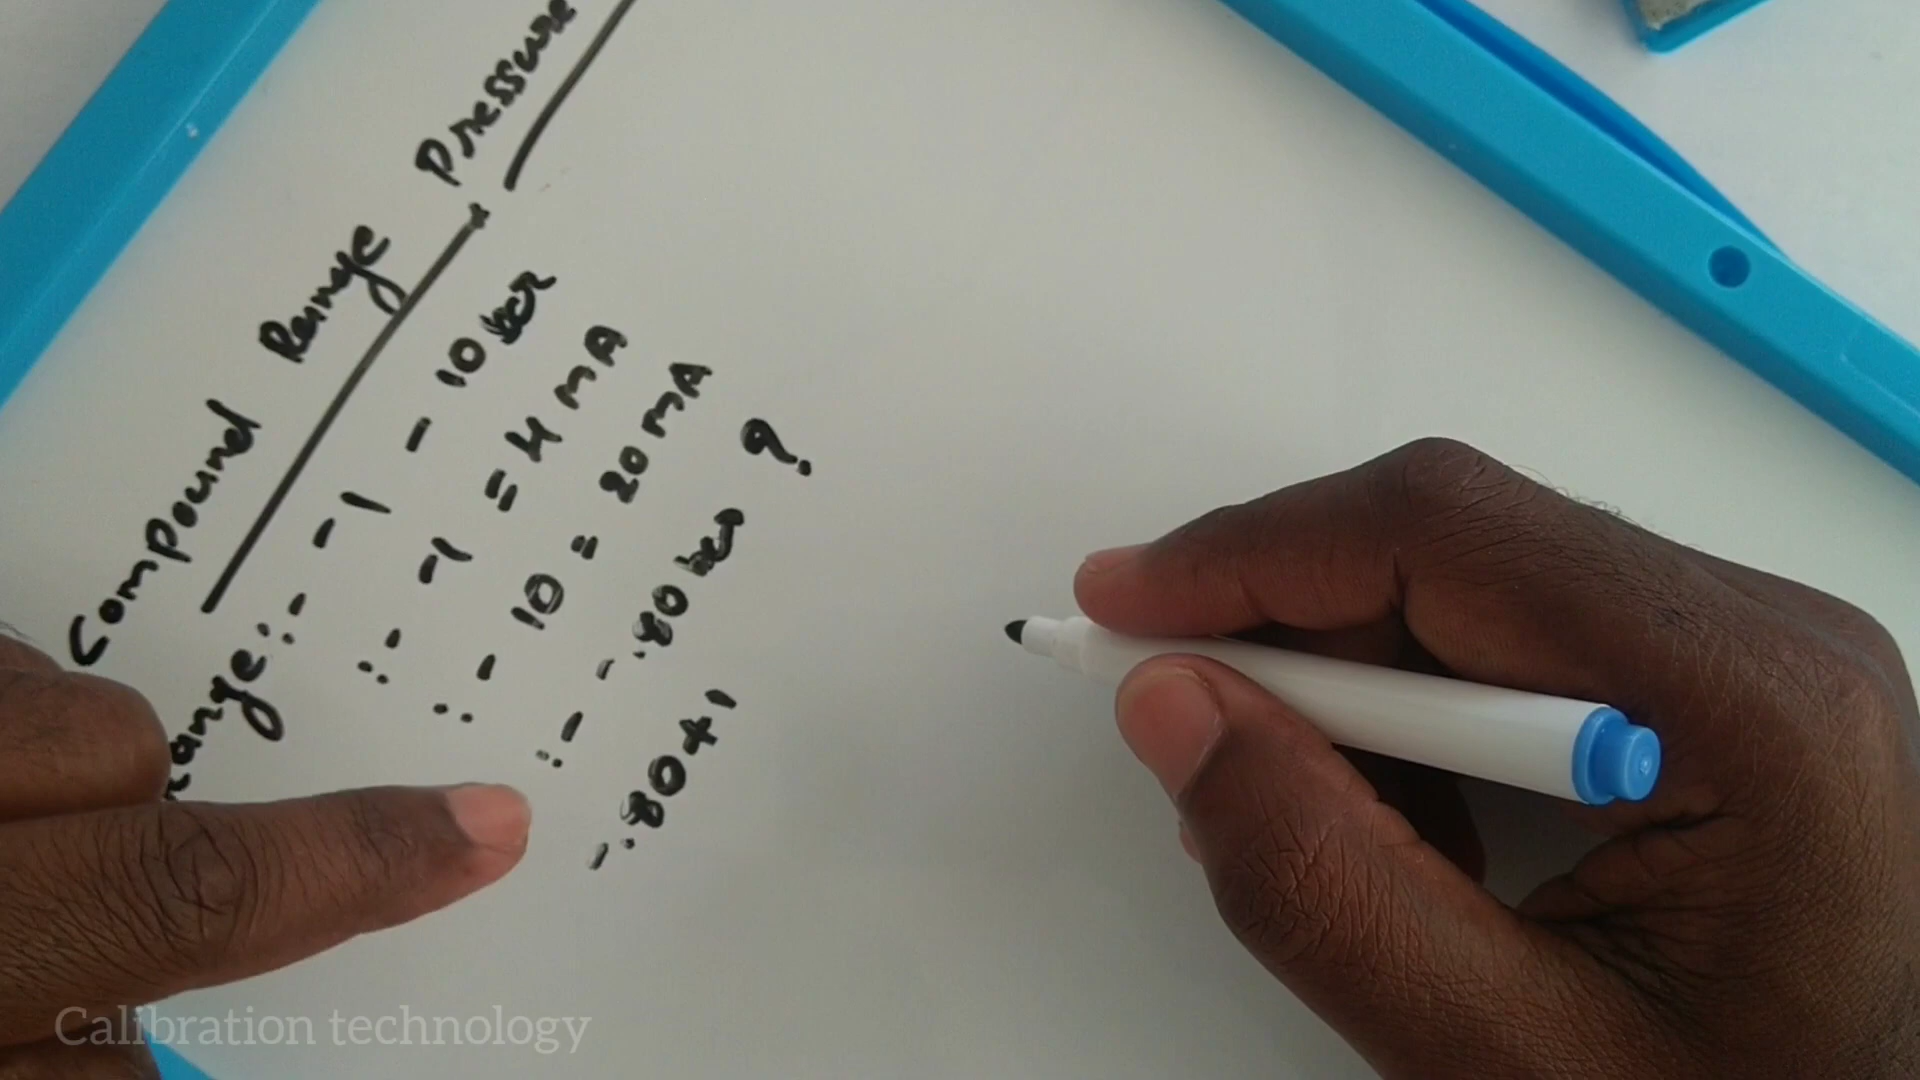 Compound Range Pressure
Range :- -1 - 10 bar
:- -1 = 4 mA
:- 10 = 20 mA
:- -.80 bar ?
-.80+1
Calibration technology